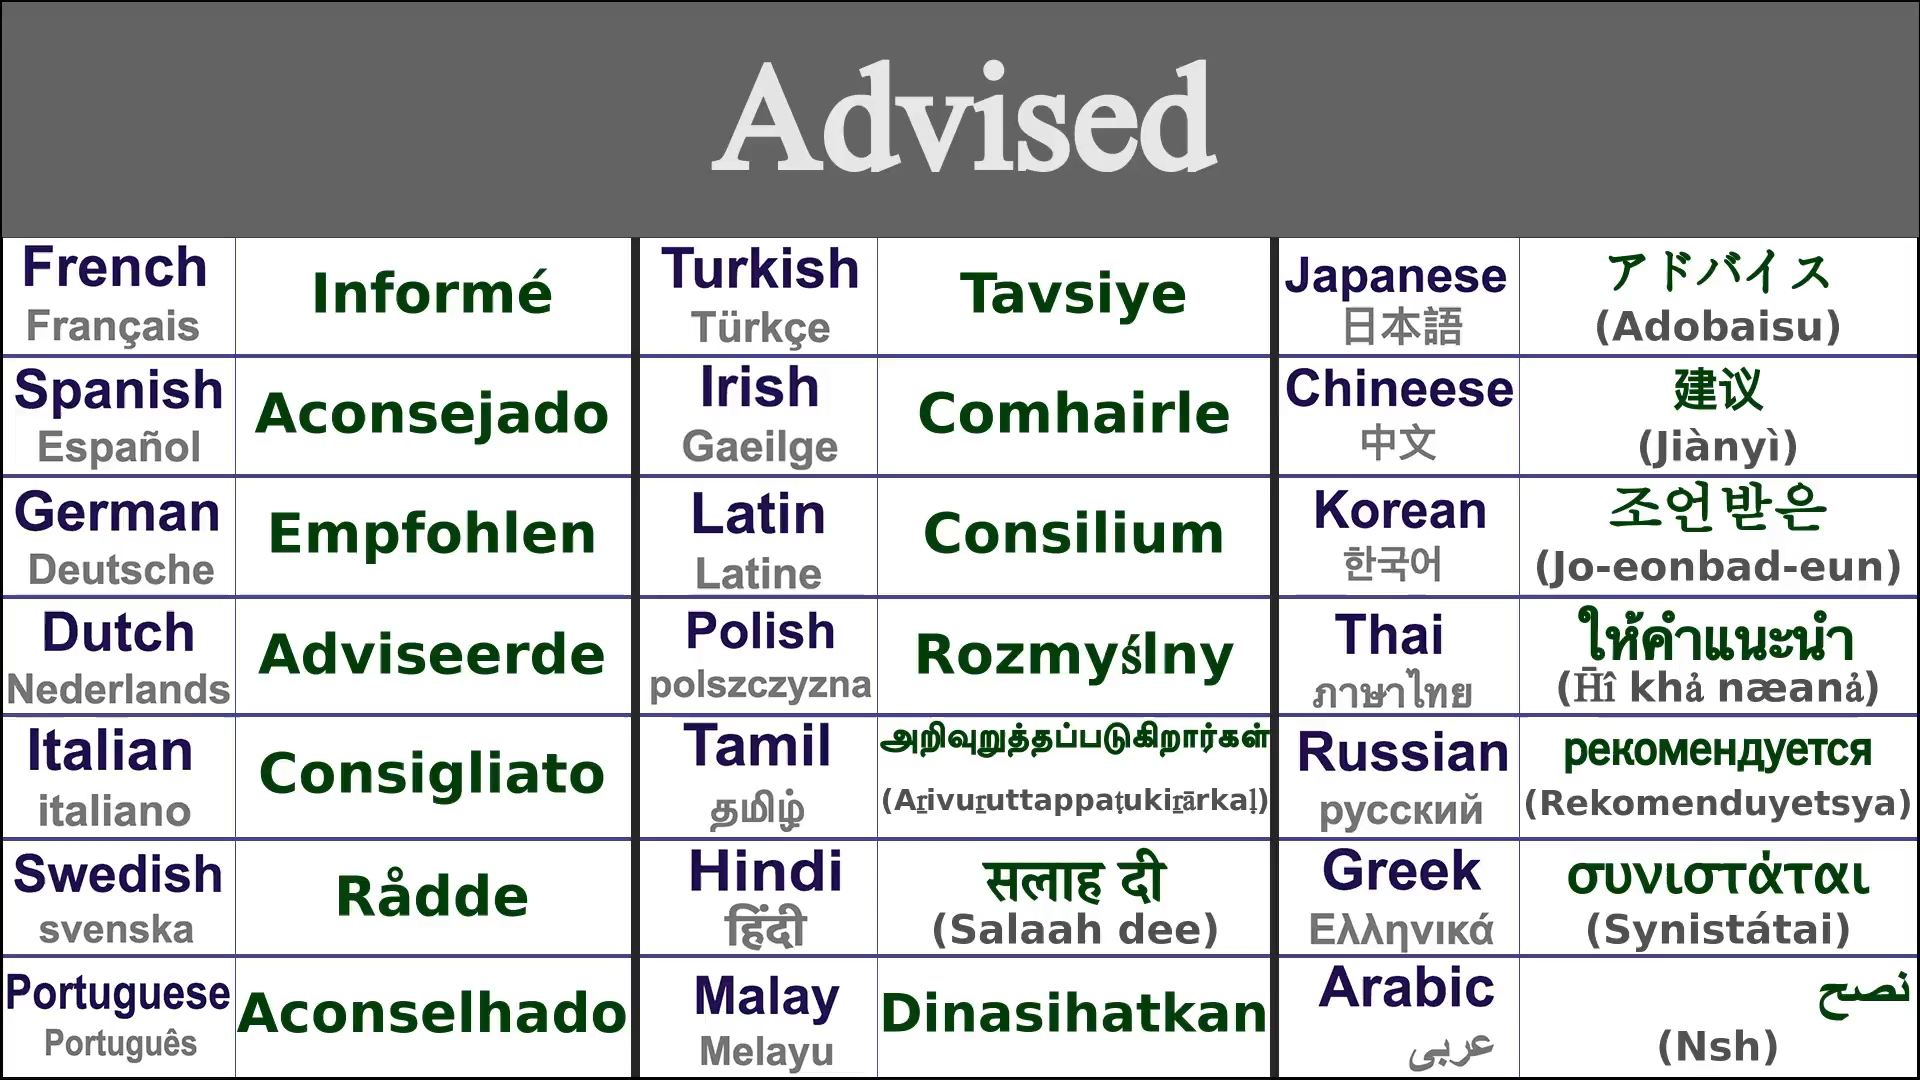 Advised
French
Français
Informé
Spanish
Español
Aconsejado
German
Deutsche
Empfohlen
Dutch
Nederlands
Adviseerde
Italian
italiano
Consigliato
Swedish
svenska
Rådde
Portuguese
Português
Aconselhado
Turkish
Türkçe
Tavsiye
Irish
Gaeilge
Comhairle
Latin
Latine
Consilium
Polish
polszczyzna
Rozmyślny
Tamil
தமிழ்
அறிவுறுத்தப்படுகிறார்கள்
(Aṟivuṟuttappaṭukiṟārkaḷ)
Hindi
हिंदी
सलाह दी
(Salaah dee)
Malay
Melayu
Dinasihatkan
Japanese
日本語
アドバイス
(Adobaisu)
Chineese
中文
建议
(Jiànyì)
Korean
한국어
조언받은
(Jo-eonbad-eun)
Thai
ภาษาไทย
ให้คำแนะนำ
(H̄ı̂ khả næanả)
Russian
русский
рекомендуется
(Rekomenduyetsya)
Greek
Ελληνικά
συνιστάται
(Synistátai)
Arabic
عربى
نصح
(Nsh)